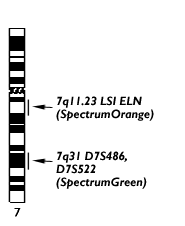 7q11.23 LSI ELN
(SpectrumOrange)
7q31 D7S486,
D7S522
(SpectrumGreen)
7